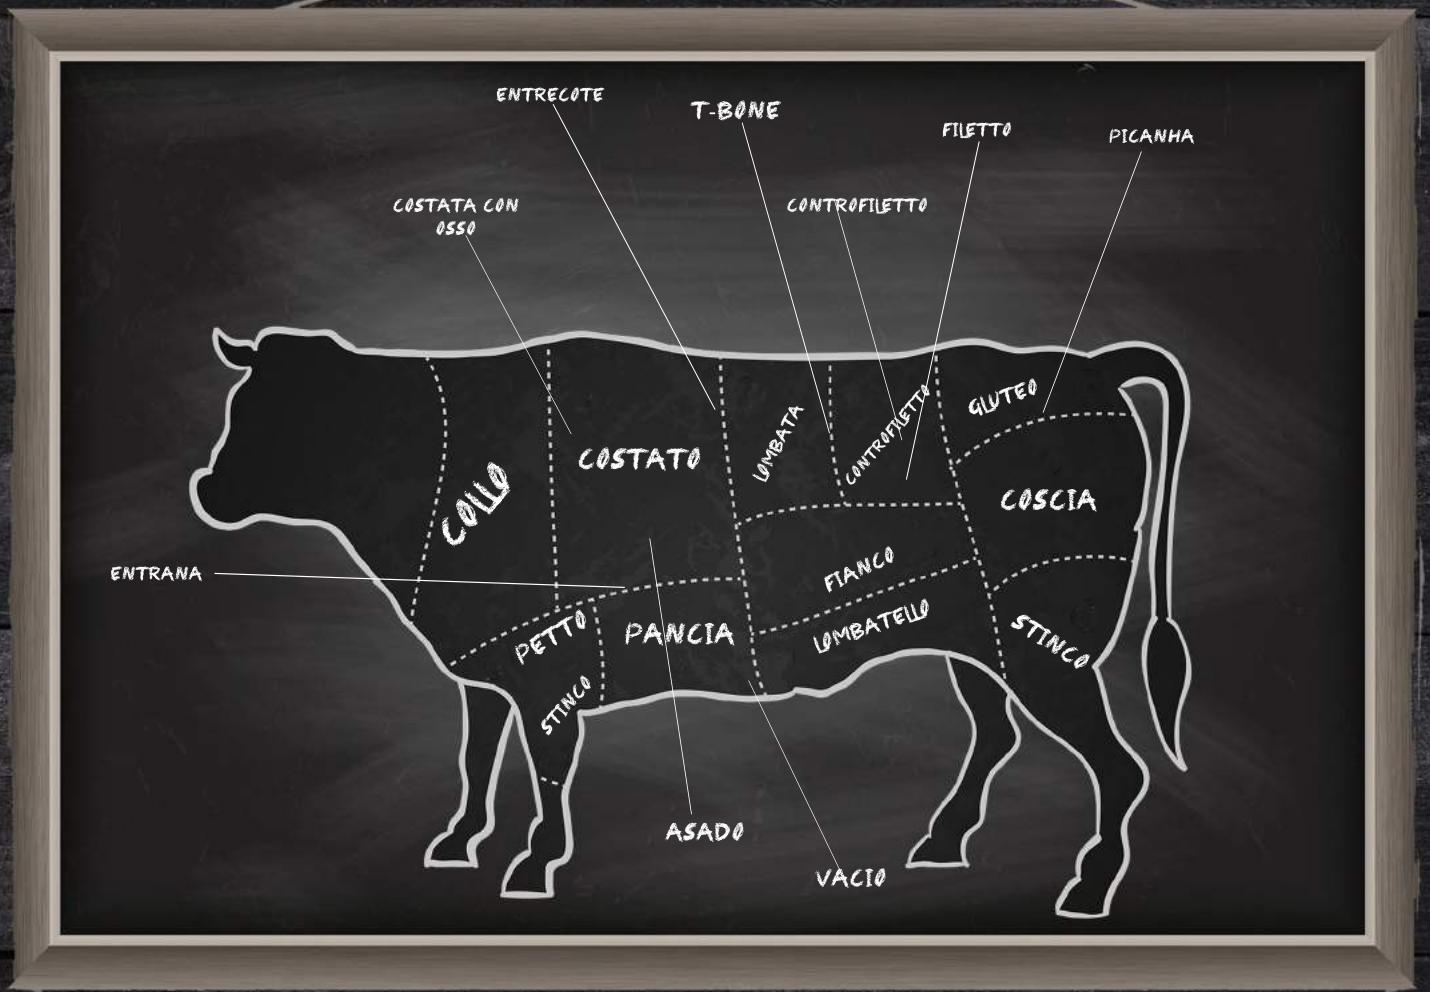 ENTRECOTE
T-BONE
FILETTO
PICANHA
COSTATA CON
OSSO
CONTROFILETTO
GLUTEO
LOMBATA
CONTROFILETTO
COSTATO
COLLO
COSCIA
ENTRANA
FIANCO
PETTO
PANCIA
LOMBATELLO
STINCO
STINCO
ASADO
VACIO